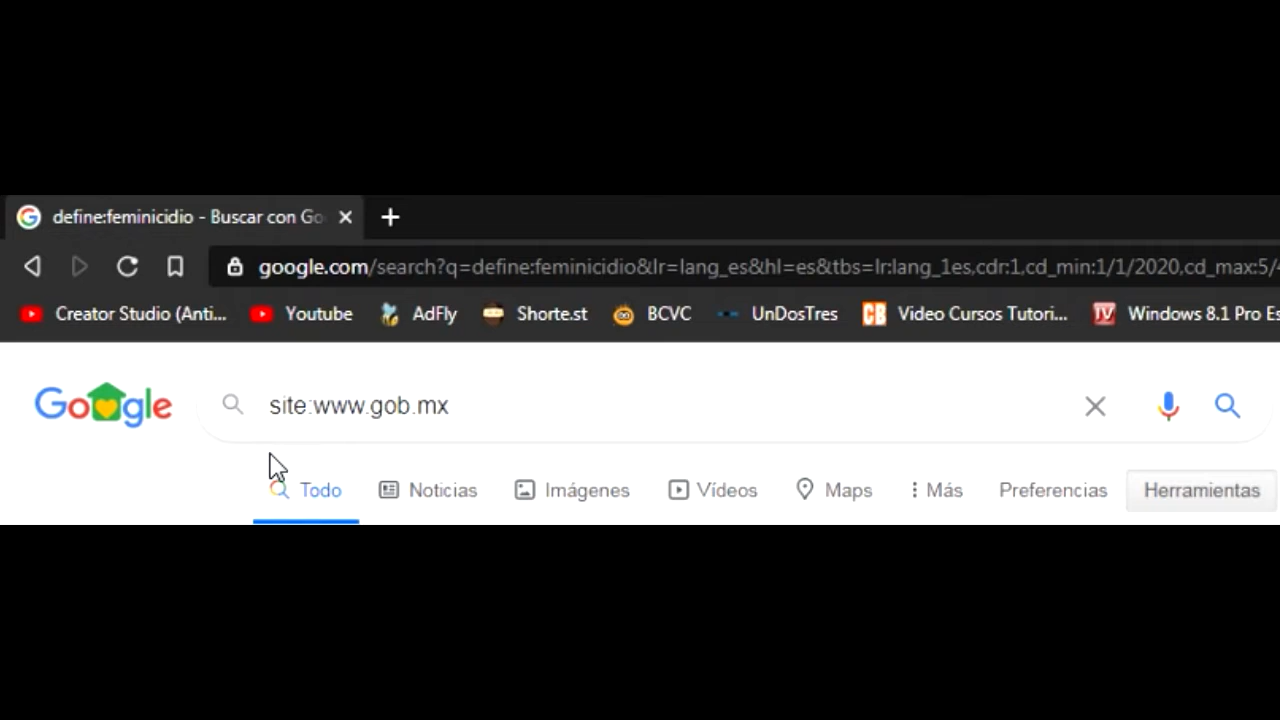 define:feminicidio - Buscar con Go
google.com/search?q=define:feminicidio&lr=lang_es&hl=es&tbs=lr:lang_1es,cdr:1,cd_min:1/1/2020,cd_max:5/4
Creator Studio (Anti... Youtube AdFly Shorte.st BCVC UnDosTres Video Cursos Tutori... Windows 8.1 Pro Es
Google site:www.gob.mx
Todo Noticias Imágenes Vídeos Maps Más Preferencias Herramientas